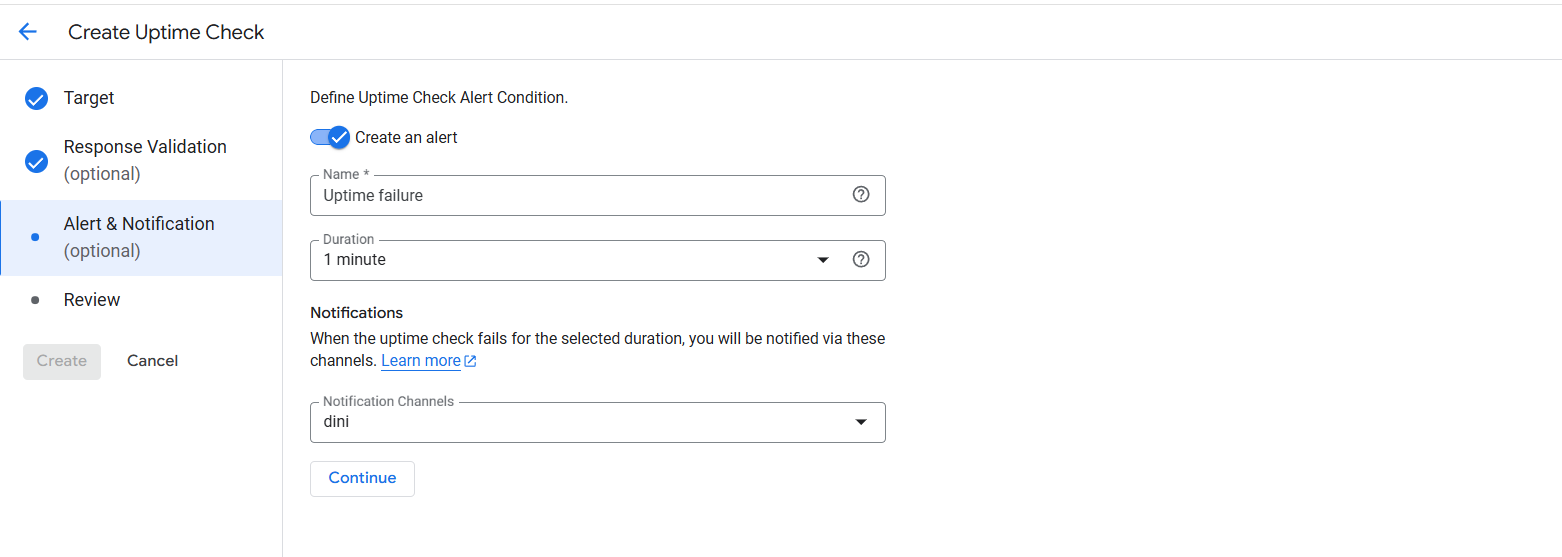 Create Uptime Check
Target
Response Validation
(optional)
Alert & Notification
(optional)
Review
Create
Cancel
Define Uptime Check Alert Condition.
Create an alert
Name *
Uptime failure
Duration
1 minute
Notifications
When the uptime check fails for the selected duration, you will be notified via these
channels. Learn more
Notification Channels
dini
Continue